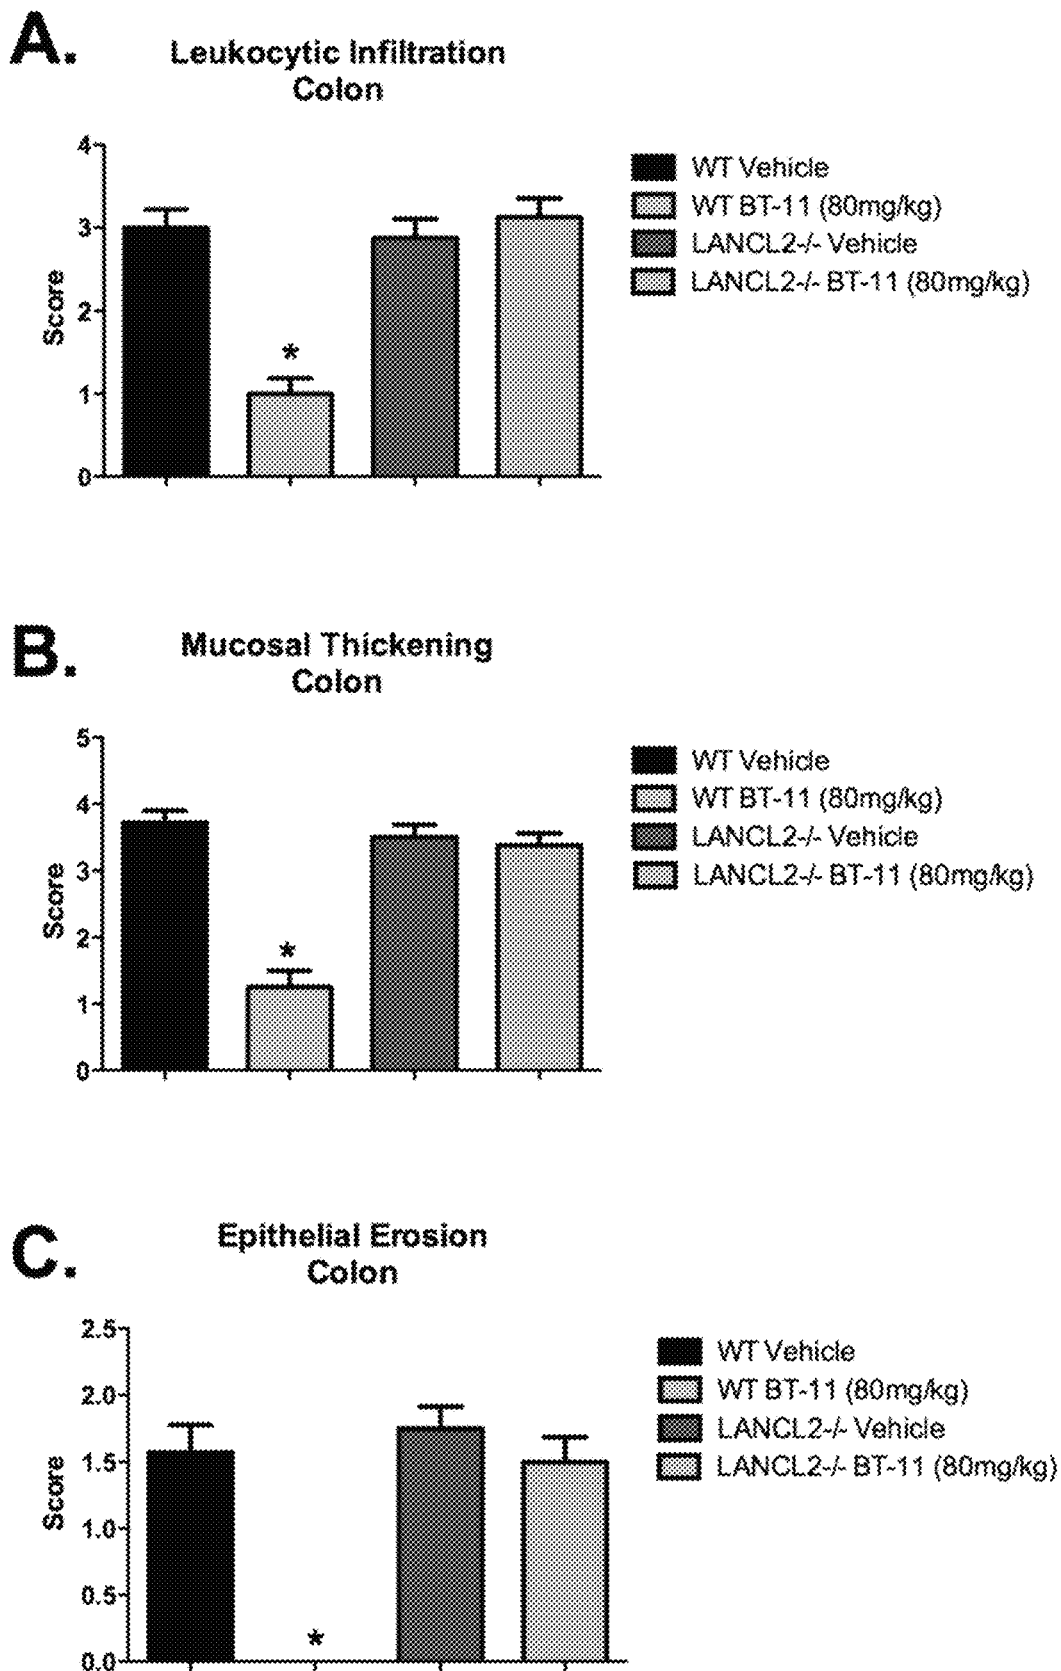 A.
Leukocytic Infiltration
Colon
4
3
2
1
0
Score
*
WT Vehicle
WT BT-11 (80mg/kg)
LANCL2-/- Vehicle
LANCL2-/- BT-11 (80mg/kg)
B.
Mucosal Thickening
Colon
5
4
3
2
1
0
Score
*
WT Vehicle
WT BT-11 (80mg/kg)
LANCL2-/- Vehicle
LANCL2-/- BT-11 (80mg/kg)
C.
Epithelial Erosion
Colon
2.5
2.0
1.5
1.0
0.5
0.0
Score
*
WT Vehicle
WT BT-11 (80mg/kg)
LANCL2-/- Vehicle
LANCL2-/- BT-11 (80mg/kg)